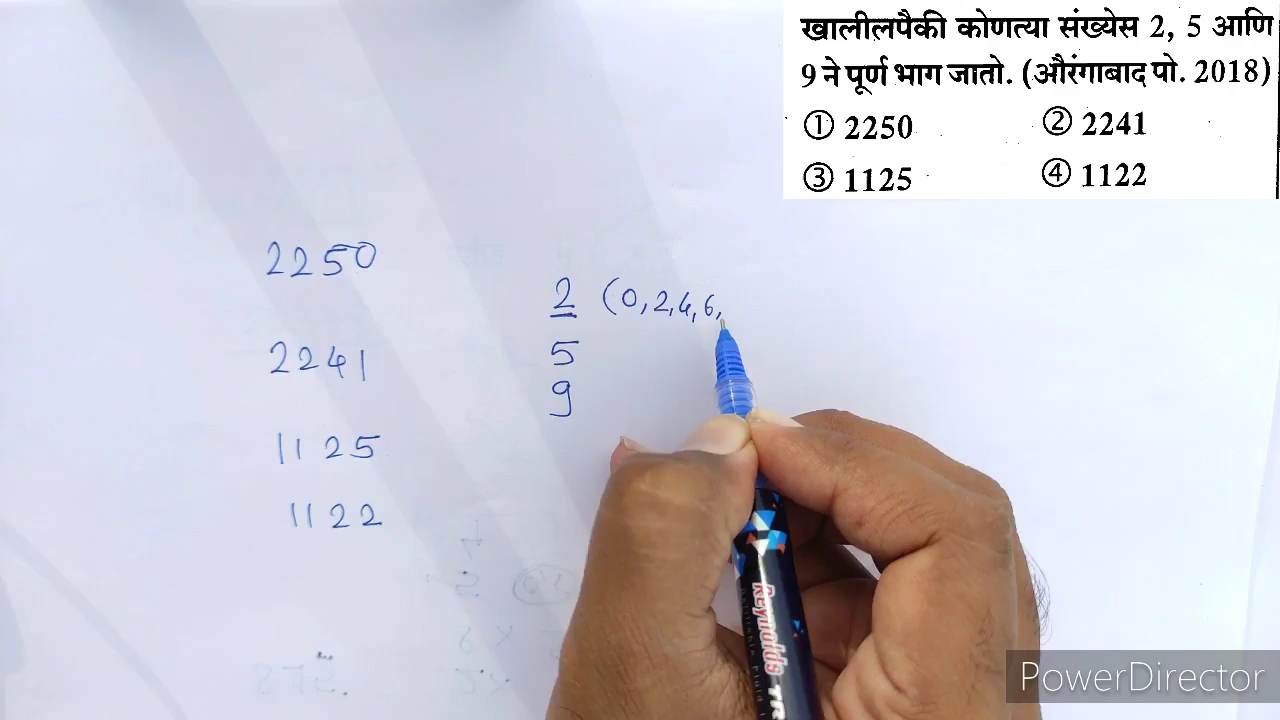 खालीलपैकी कोणत्या संख्येस 2, 5 आणि
9 ने पूर्ण भाग जातो. (औरंगाबाद पो. 2018)
① 2250 ② 2241
③ 1125 ④ 1122
2250
2241
1125
1122
2 (0, 2, 4, 6,
5
9
Reynolds TR
PowerDirector